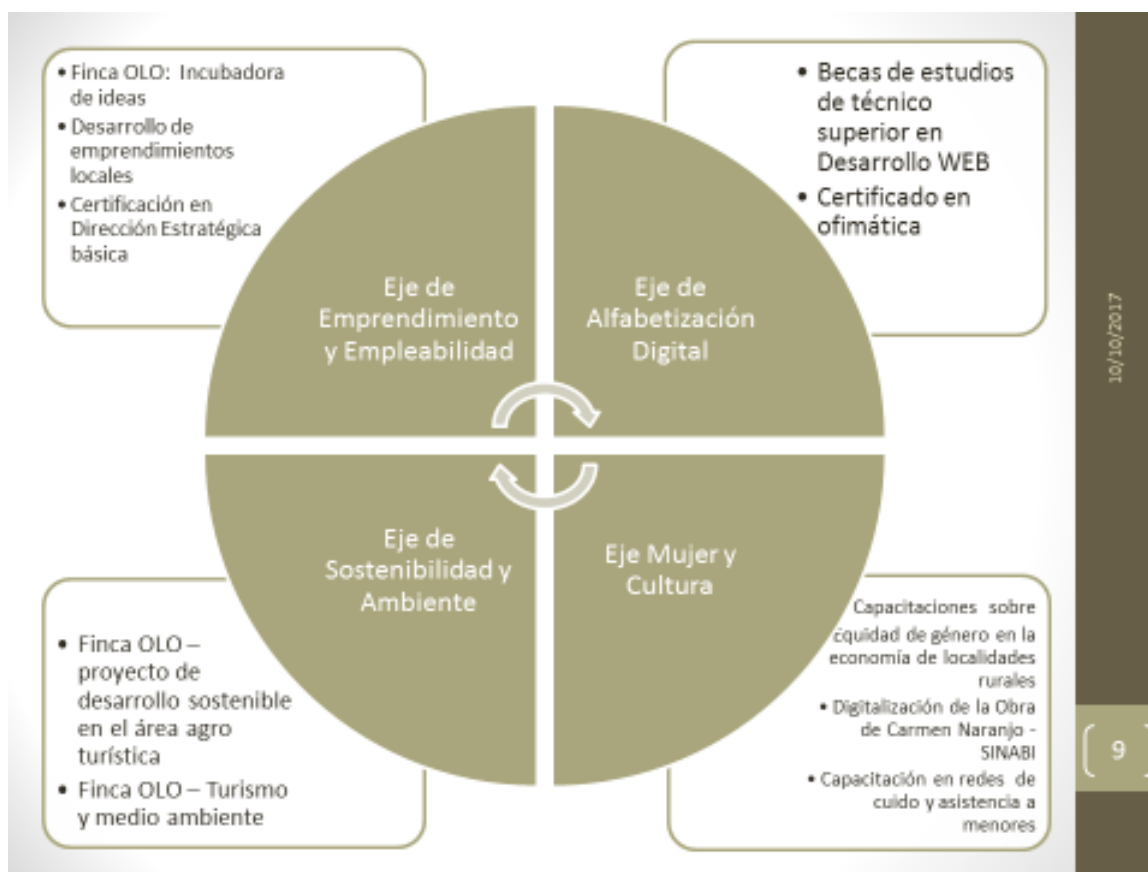 • Finca OLO: Incubadora
de ideas
• Desarrollo de
emprendimientos
locales
• Certificación en
Dirección Estratégica
básica
• Becas de estudios
de técnico
superior en
Desarrollo WEB
• Certificado en
ofimática
Eje de
Emprendimiento
y Empleabilidad
Eje de
Alfabetización
Digital
Eje de
Sostenibilidad y
Ambiente
Eje Mujer y
Cultura
• Finca OLO –
proyecto de
desarrollo sostenible
en el área agro
turística
• Finca OLO – Turismo
y medio ambiente
Capacitaciones sobre
Equidad de género en la
economía de localidades
rurales
• Digitalización de la Obra
de Carmen Naranjo -
SINABI
• Capacitación en redes de
cuido y asistencia a
menores
10/10/2017
9